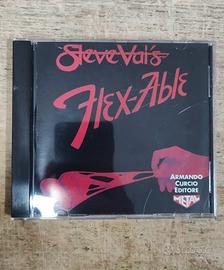 Steve Vai's
Flex-Able
ARMANDO
CURCIO
EDITORE
METAL